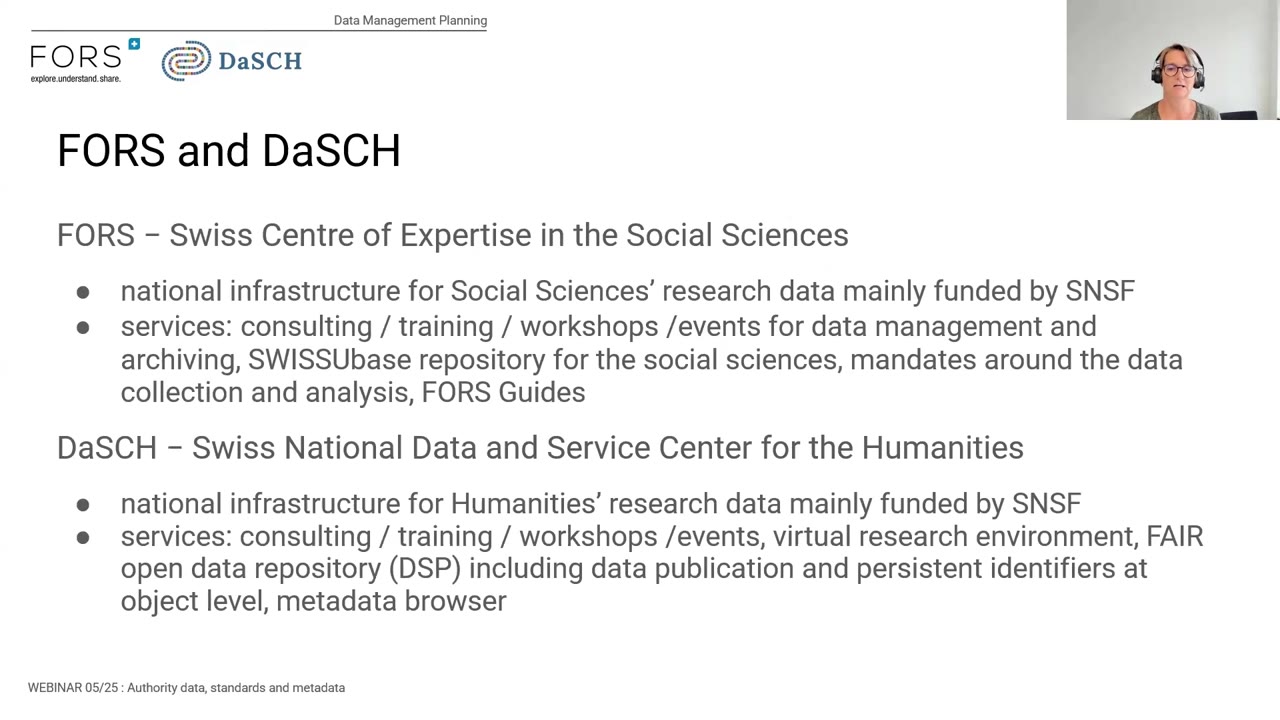 Data Management Planning
FORS
explore.understand.share.
DaSCH
FORS and DaSCH
FORS – Swiss Centre of Expertise in the Social Sciences
● national infrastructure for Social Sciences’ research data mainly funded by SNSF
● services: consulting / training / workshops /events for data management and
archiving, SWISSUbase repository for the social sciences, mandates around the data
collection and analysis, FORS Guides
DaSCH – Swiss National Data and Service Center for the Humanities
● national infrastructure for Humanities’ research data mainly funded by SNSF
● services: consulting / training / workshops /events, virtual research environment, FAIR
open data repository (DSP) including data publication and persistent identifiers at
object level, metadata browser
WEBINAR 05/25 : Authority data, standards and metadata